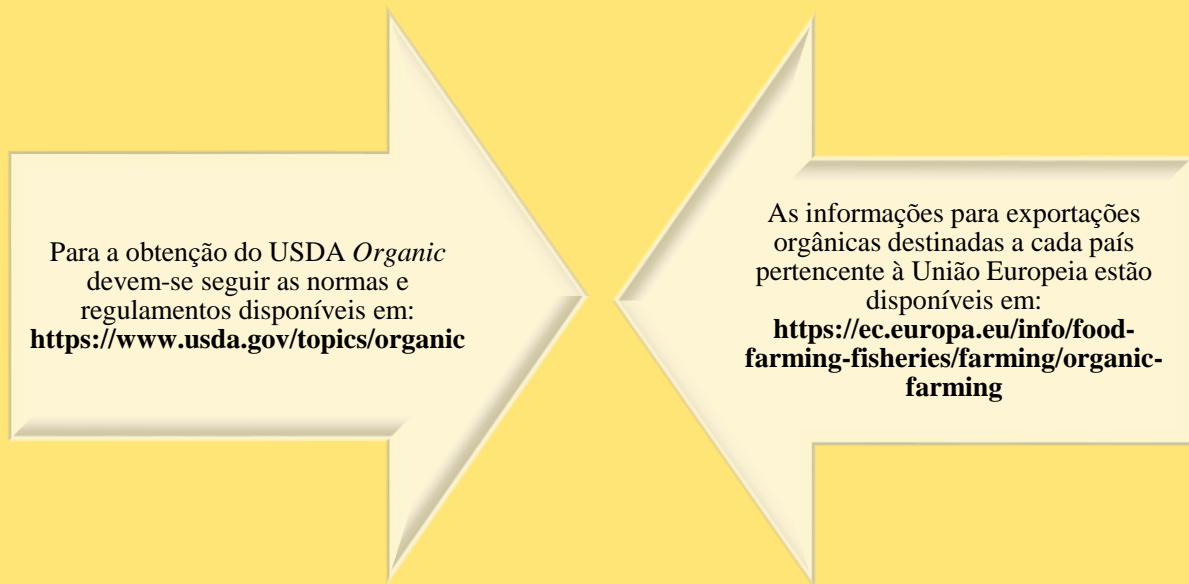 Para a obtenção do USDA Organic
devem-se seguir as normas e
regulamentos disponíveis em:
https://www.usda.gov/topics/organic
As informações para exportações
orgânicas destinadas a cada país
pertencente à União Europeia estão
disponíveis em:
https://ec.europa.eu/info/food-
farming-fisheries/farming/organic-
farming